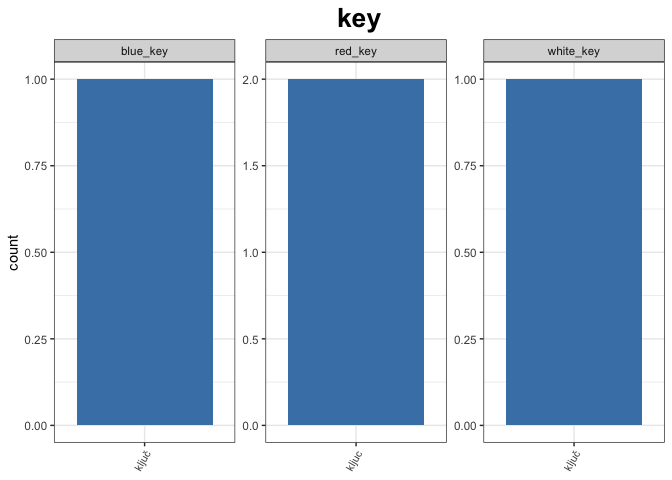 key
blue_key red_key white_key
1.00 2.0 1.00
0.75 1.5 0.75
count
0.50 1.0 0.50
0.25 0.5 0.25
0.00 0.0 0.00
ključ kljuc ključ